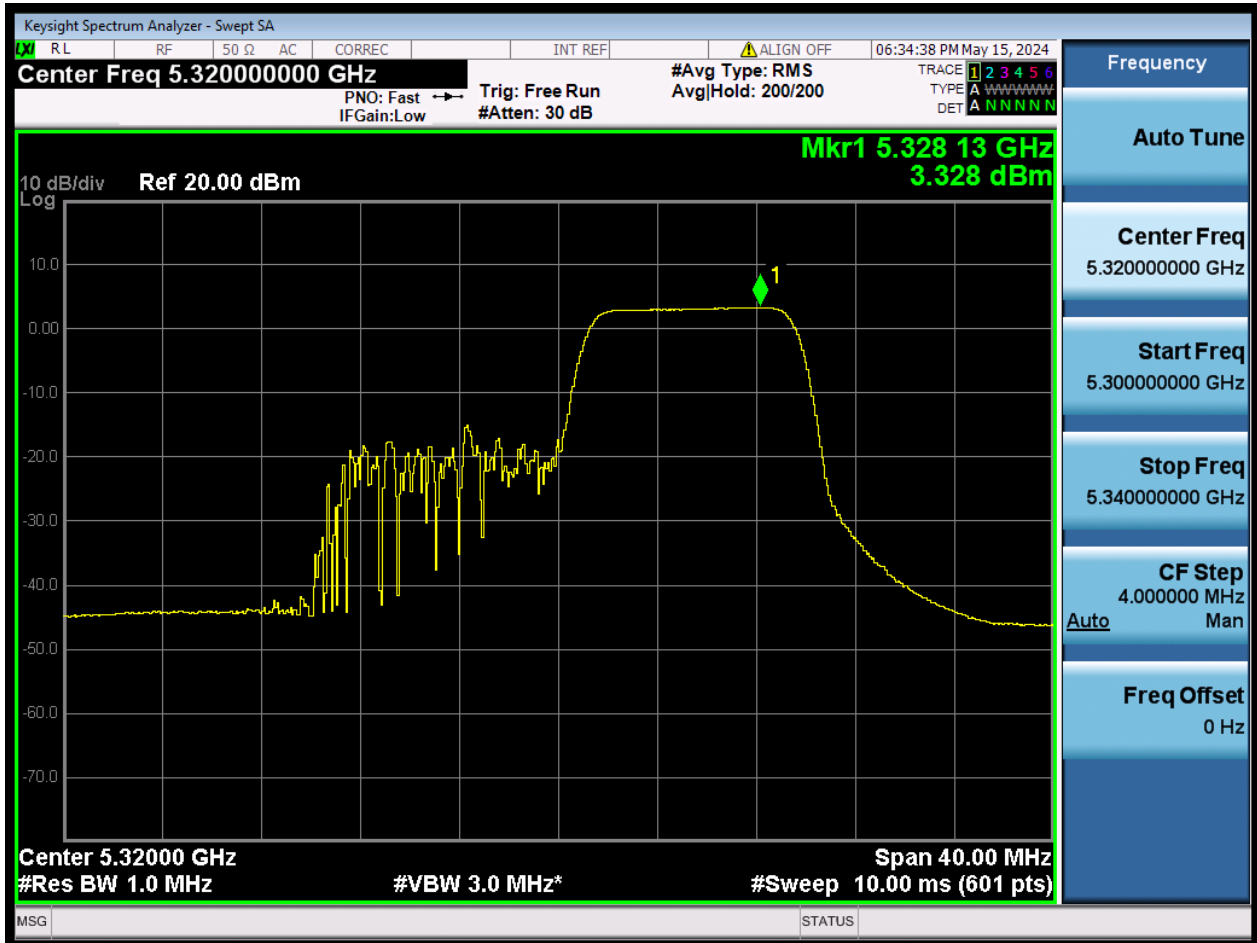 Keysight Spectrum Analyzer - Swept SA
LXI RL RF 50 Ω AC CORREC INT REF ALIGN OFF 06:34:38 PM May 15, 2024
Center Freq 5.320000000 GHz
PNO: Fast
IFGain:Low
Trig: Free Run
#Atten: 30 dB
#Avg Type: RMS
Avg|Hold: 200/200
TRACE 1 2 3 4 5 6
TYPE A WWWWW
DET A N N N N N
Mkr1 5.328 13 GHz
3.328 dBm
10 dB/div Ref 20.00 dBm
Log
10.0
0.00
-10.0
-20.0
-30.0
-40.0
-50.0
-60.0
-70.0
1
Center 5.32000 GHz Span 40.00 MHz
#Res BW 1.0 MHz #VBW 3.0 MHz* #Sweep 10.00 ms (601 pts)
MSG STATUS
Frequency
Auto Tune
Center Freq
5.320000000 GHz
Start Freq
5.300000000 GHz
Stop Freq
5.340000000 GHz
CF Step
4.000000 MHz
Auto Man
Freq Offset
0 Hz